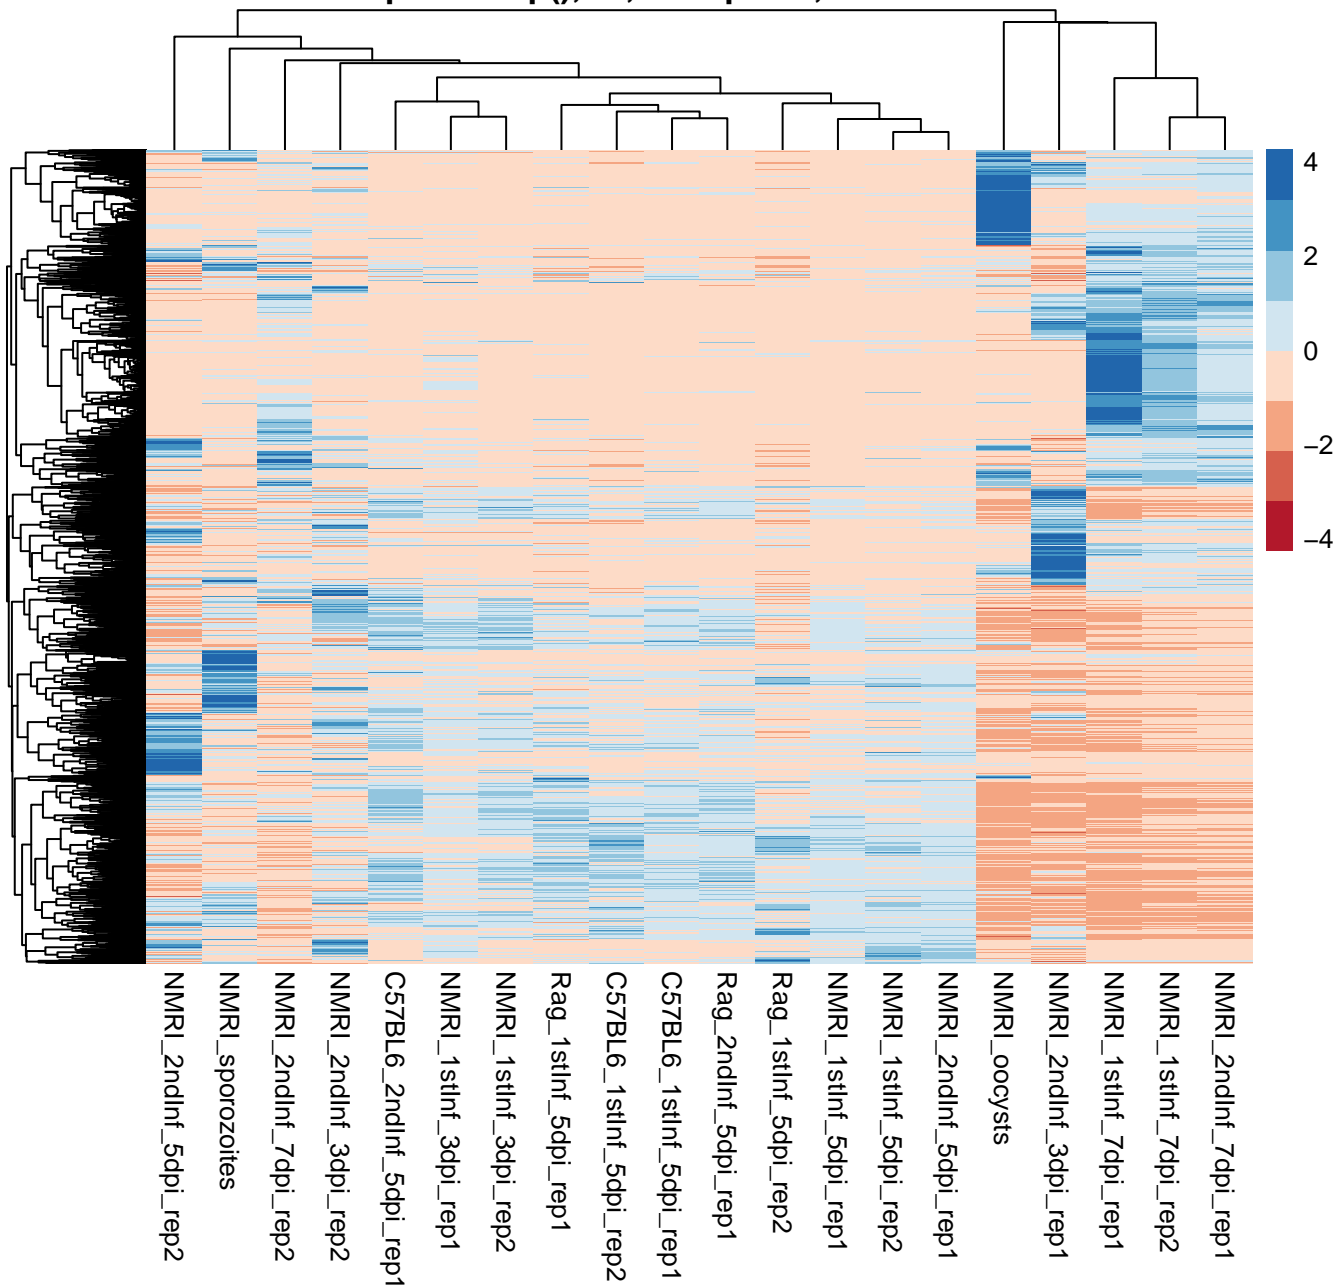 4
2
0
−2
−4
NMRI_2ndInf_5dpi_rep2
NMRI_sporozoites
NMRI_2ndInf_7dpi_rep2
NMRI_2ndInf_3dpi_rep2
C57BL6_2ndInf_5dpi_rep1
NMRI_1stInf_3dpi_rep1
NMRI_1stInf_3dpi_rep2
Rag_1stInf_5dpi_rep1
C57BL6_1stInf_5dpi_rep2
C57BL6_1stInf_5dpi_rep1
Rag_2ndInf_5dpi_rep1
Rag_1stInf_5dpi_rep2
NMRI_1stInf_5dpi_rep1
NMRI_1stInf_5dpi_rep2
NMRI_2ndInf_5dpi_rep1
NMRI_oocysts
NMRI_2ndInf_3dpi_rep1
NMRI_1stInf_7dpi_rep1
NMRI_1stInf_7dpi_rep2
NMRI_2ndInf_7dpi_rep1